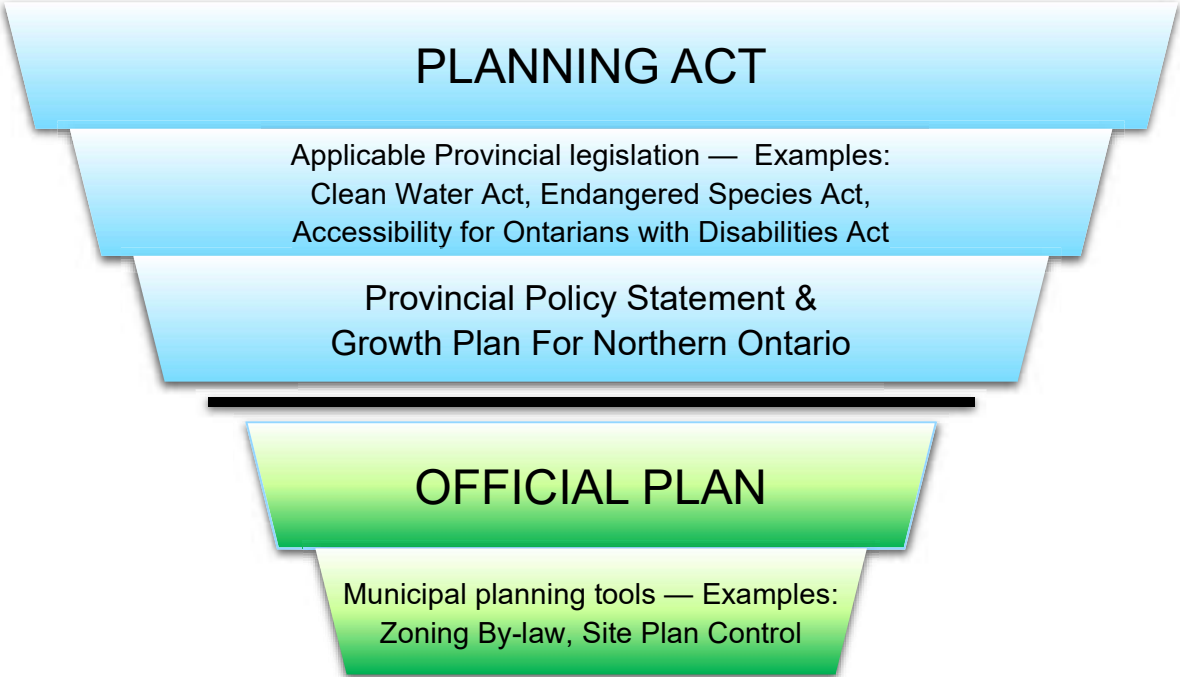 PLANNING ACT
Applicable Provincial legislation — Examples:
Clean Water Act, Endangered Species Act,
Accessibility for Ontarians with Disabilities Act
Provincial Policy Statement &
Growth Plan For Northern Ontario
OFFICIAL PLAN
Municipal planning tools — Examples:
Zoning By-law, Site Plan Control